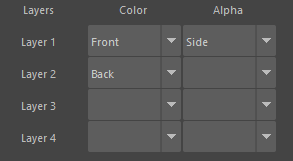 Layers Color Alpha
Layer 1 Front Side
Layer 2 Back
Layer 3
Layer 4